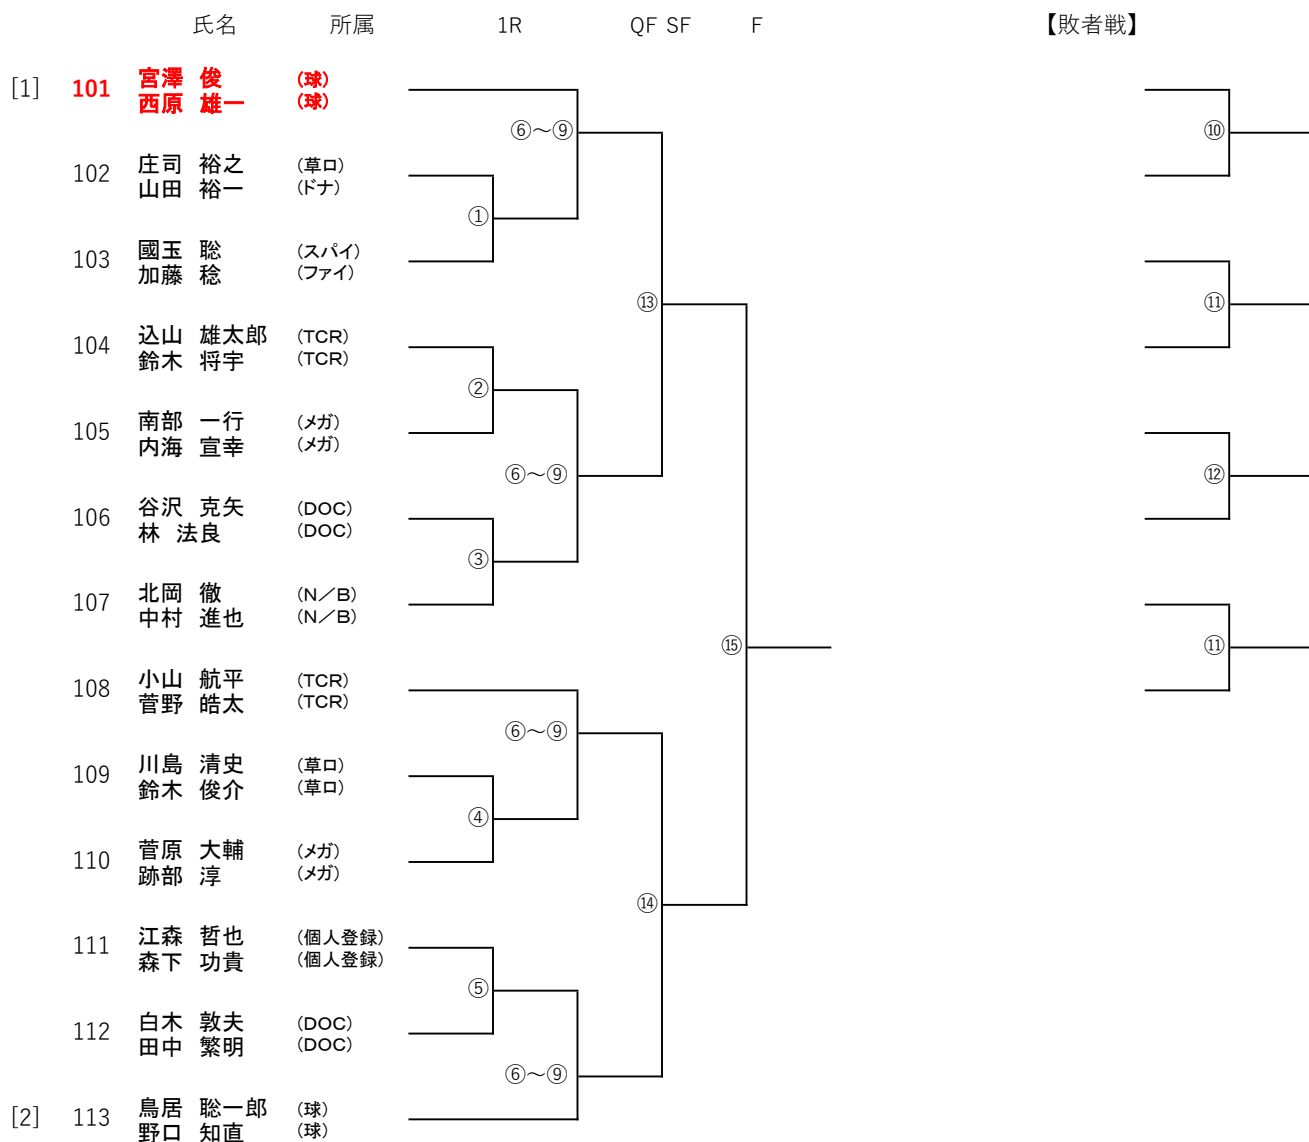 氏名 所属 1R QF SF F 【敗者戦】
[1] 101 宮澤 俊 (球)
西原 雄一 (球)
⑥～⑨ ⑩
102 庄司 裕之 (草ロ)
山田 裕一 (ドナ)
①
103 國玉 聡 (スパイ)
加藤 稔 (ファイ)
⑬ ⑪
104 込山 雄太郎 (TCR)
鈴木 将宇 (TCR)
②
105 南部 一行 (メガ)
内海 宣幸 (メガ)
⑥～⑨ ⑫
106 谷沢 克矢 (DOC)
林 法良 (DOC)
③
107 北岡 徹 (N／B)
中村 進也 (N／B)
⑮ ⑪
108 小山 航平 (TCR)
菅野 皓太 (TCR)
⑥～⑨
109 川島 清史 (草ロ)
鈴木 俊介 (草ロ)
④
110 菅原 大輔 (メガ)
跡部 淳 (メガ)
⑭
111 江森 哲也 (個人登録)
森下 功貴 (個人登録)
⑤
112 白木 敦夫 (DOC)
田中 繁明 (DOC)
⑥～⑨
[2] 113 鳥居 聡一郎 (球)
野口 知直 (球)